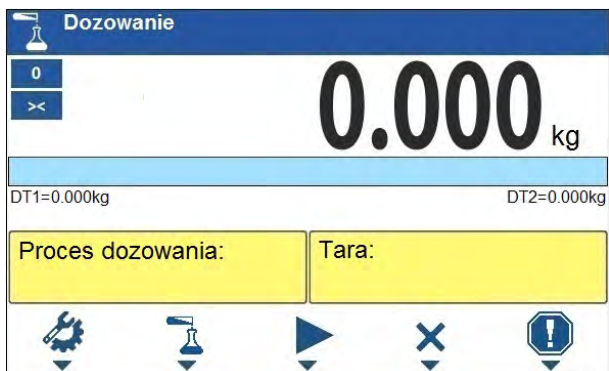 Dozowanie
0
><
0.000 kg
DT1=0.000kg DT2=0.000kg
Proces dozowania: Tara: